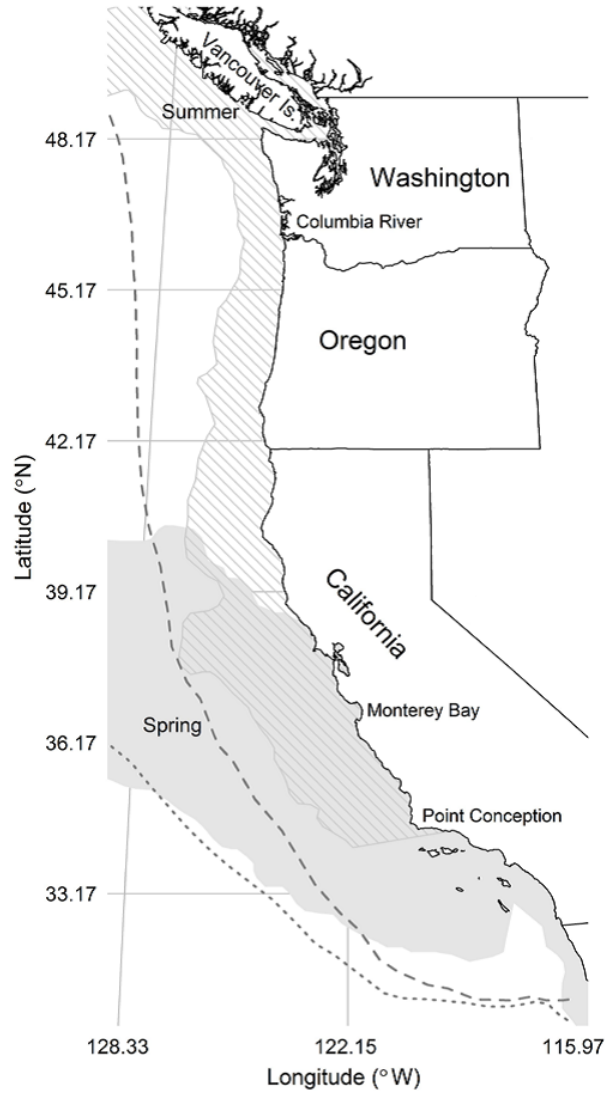 Vancouver Is.
Summer
48.17
Washington
Columbia River
45.17
Oregon
42.17
Latitude (°N)
39.17
California
Monterey Bay
Spring
36.17
Point Conception
33.17
128.33
122.15
115.97
Longitude (°W)